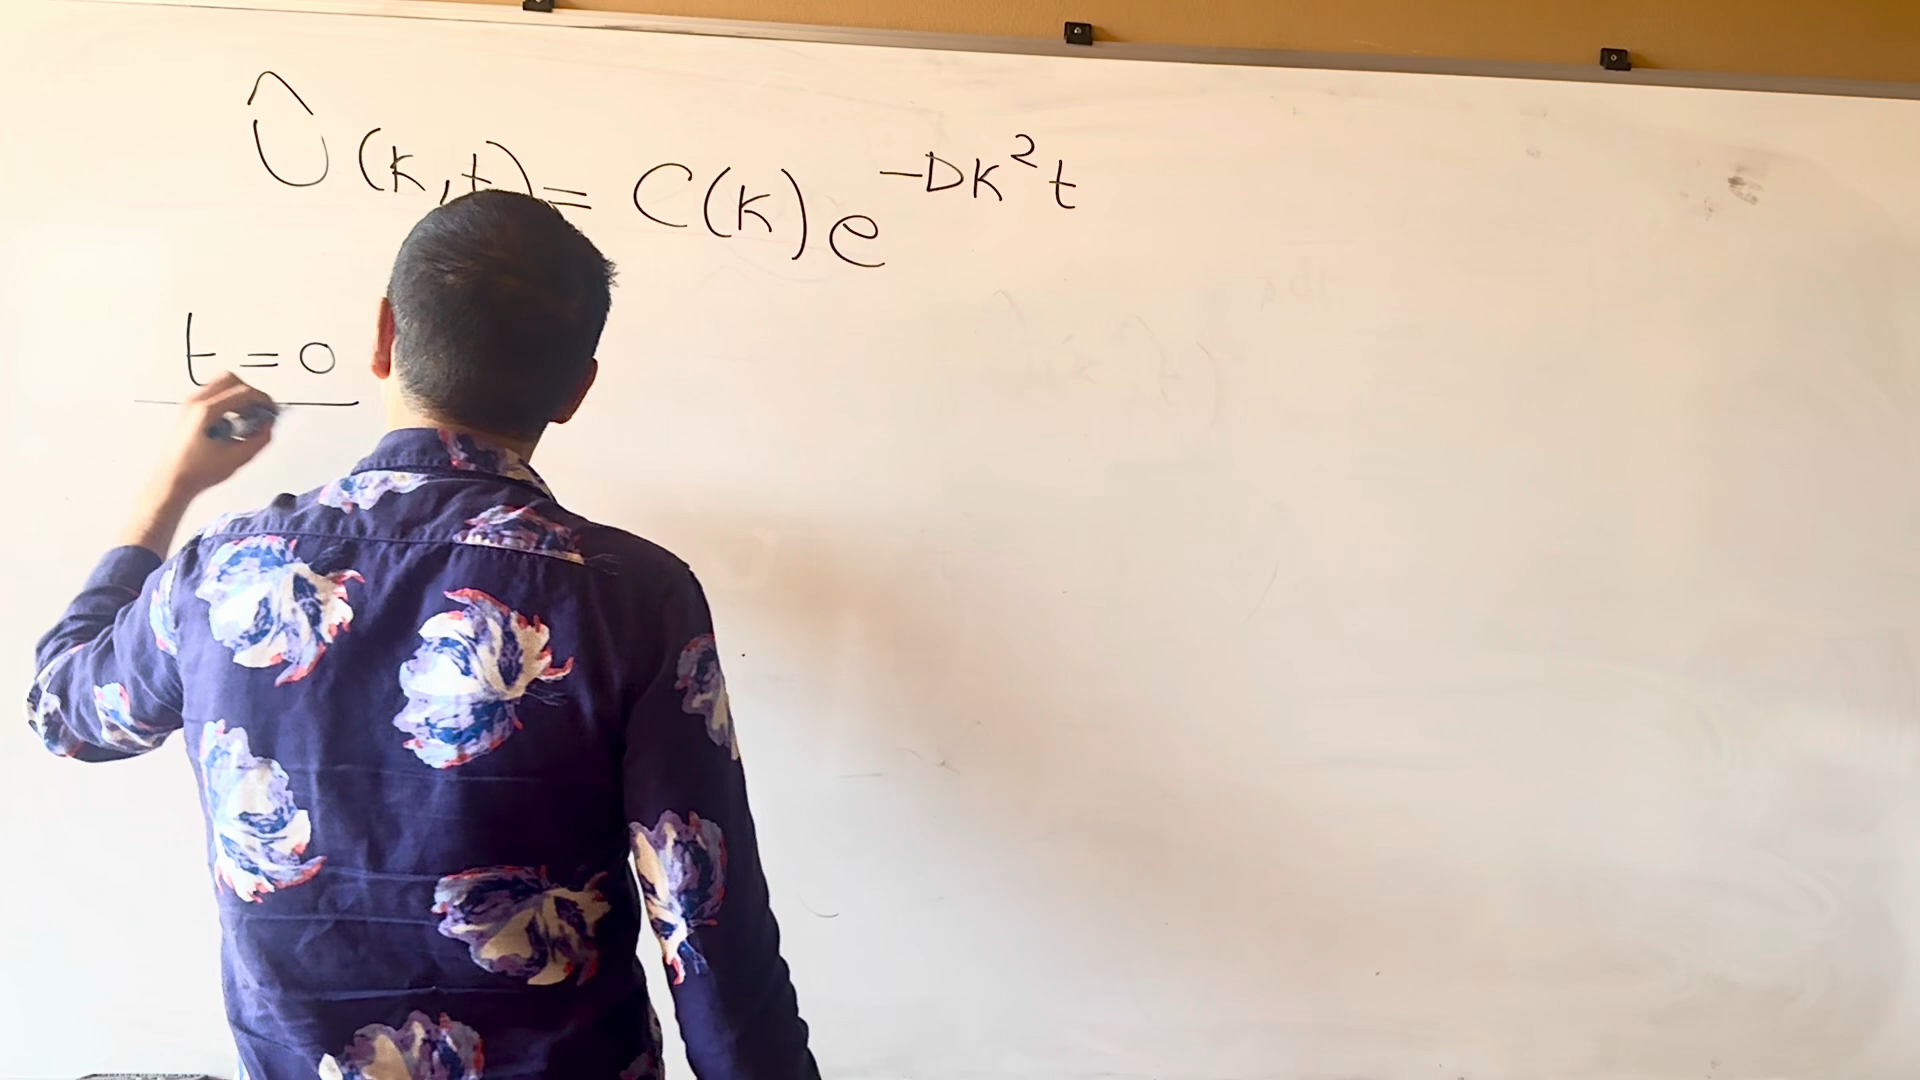 Û(k,t) = C(k)e^{-Dk²t}
t = 0